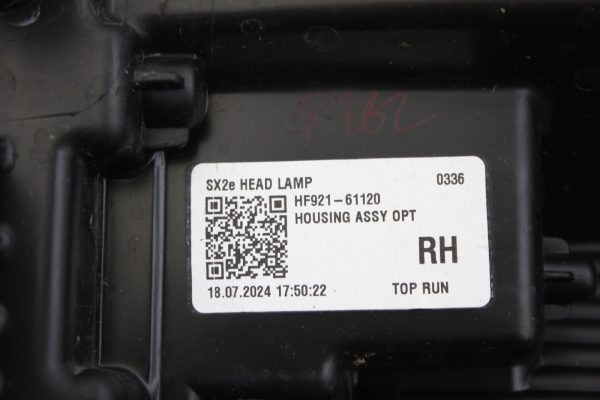 SX2e HEAD LAMP 0336
HF921-61120
HOUSING ASSY OPT
RH
18.07.2024 17:50:22 TOP RUN